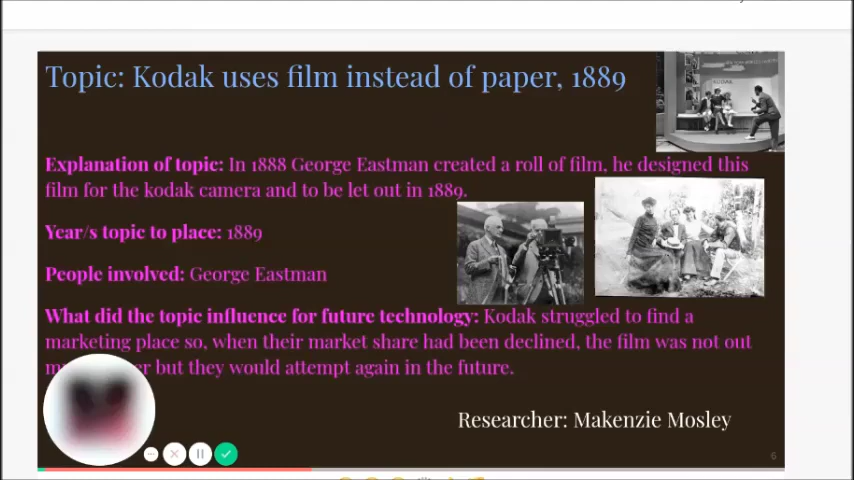 Topic: Kodak uses film instead of paper, 1889
Explanation of topic: In 1888 George Eastman created a roll of film, he designed this
film for the kodak camera and to be let out in 1889.
Year/s topic to place: 1889
People involved: George Eastman
What did the topic influence for future technology: Kodak struggled to find a
marketing place so, when their market share had been declined, the film was not out
but they would attempt again in the future.
Researcher: Makenzie Mosley
6